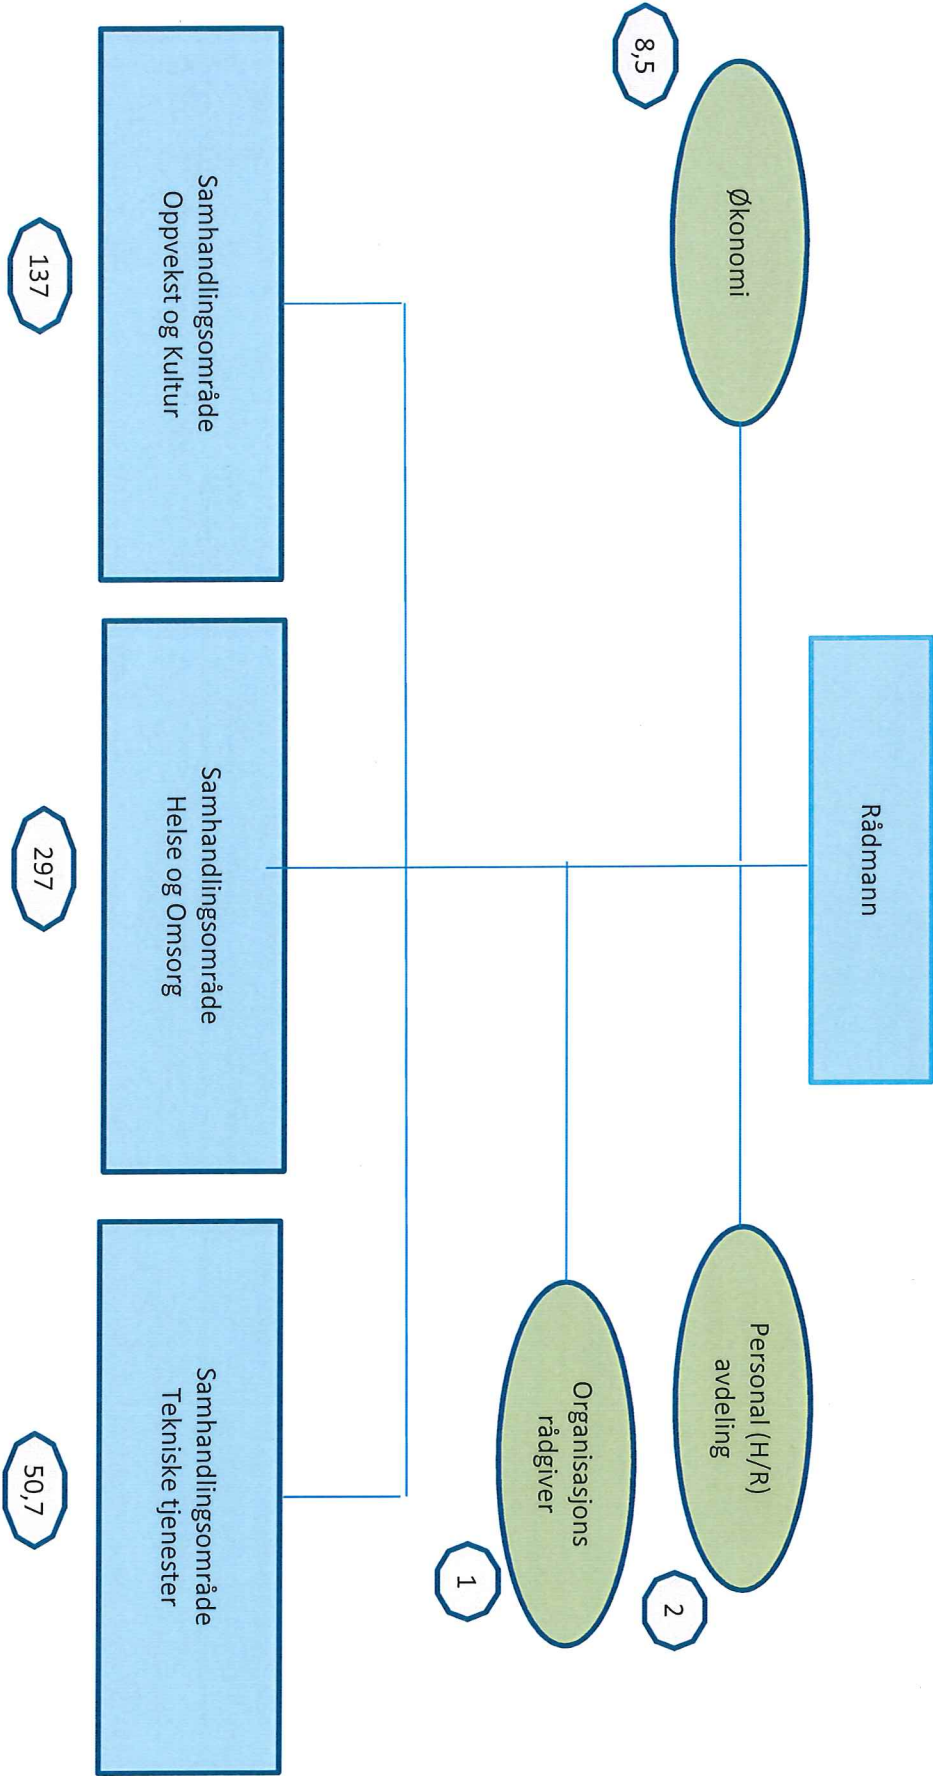 Rådmann
Økonomi
8,5
Personal (H/R)
avdeling
2
Organisasjons
rådgiver
1
Samhandlingsområde
Oppvekst og Kultur
137
Samhandlingsområde
Helse og Omsorg
297
Samhandlingsområde
Tekniske tjenester
50,7